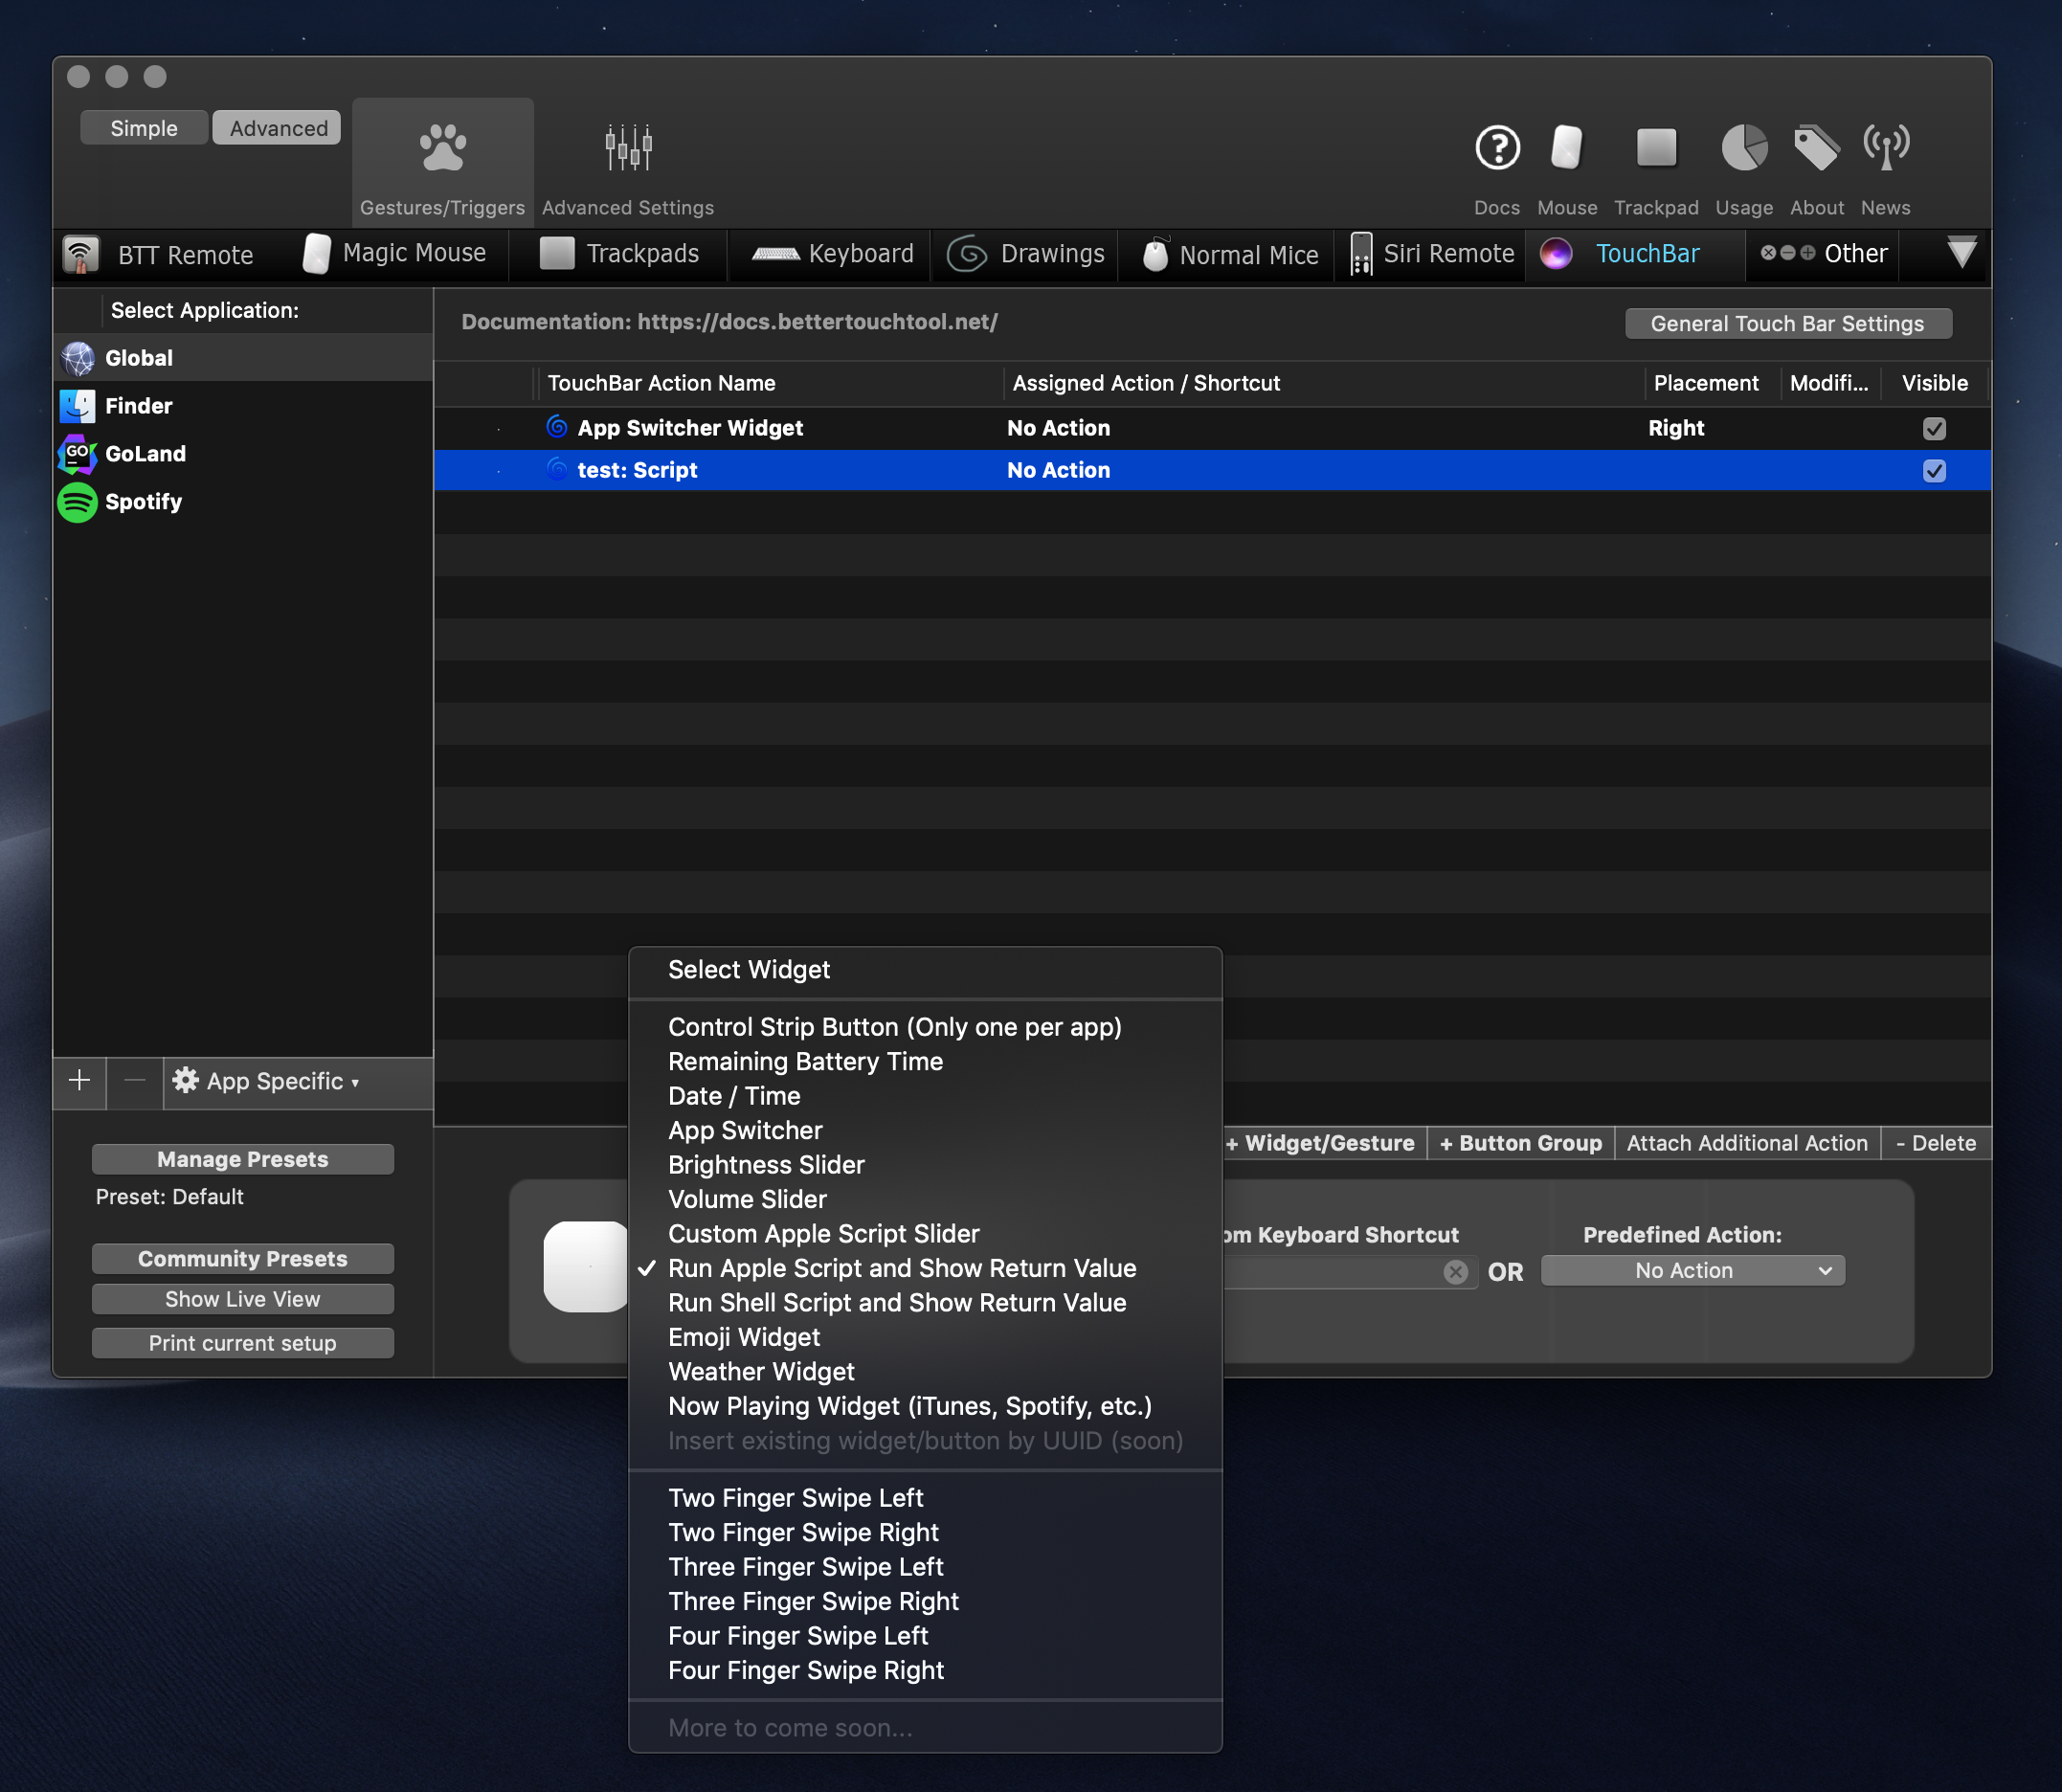 Simple
Advanced
Gestures/Triggers
Advanced Settings
Docs
Mouse
Trackpad
Usage
About
News
BTT Remote
Magic Mouse
Trackpads
Keyboard
Drawings
Normal Mice
Siri Remote
TouchBar
Other
Select Application:
Global
Finder
GO
GoLand
Spotify
+
−
App Specific ▾
Manage Presets
Preset: Default
Community Presets
Show Live View
Print current setup
Documentation: https://docs.bettertouchtool.net/
General Touch Bar Settings
TouchBar Action Name
Assigned Action / Shortcut
Placement
Modifi...
Visible
App Switcher Widget
No Action
Right
test: Script
No Action
Select Widget
Control Strip Button (Only one per app)
Remaining Battery Time
Date / Time
App Switcher
Brightness Slider
Volume Slider
Custom Apple Script Slider
✓ Run Apple Script and Show Return Value
Run Shell Script and Show Return Value
Emoji Widget
Weather Widget
Now Playing Widget (iTunes, Spotify, etc.)
Insert existing widget/button by UUID (soon)
Two Finger Swipe Left
Two Finger Swipe Right
Three Finger Swipe Left
Three Finger Swipe Right
Four Finger Swipe Left
Four Finger Swipe Right
More to come soon...
+ Widget/Gesture
+ Button Group
Attach Additional Action
- Delete
om Keyboard Shortcut
OR
Predefined Action:
No Action